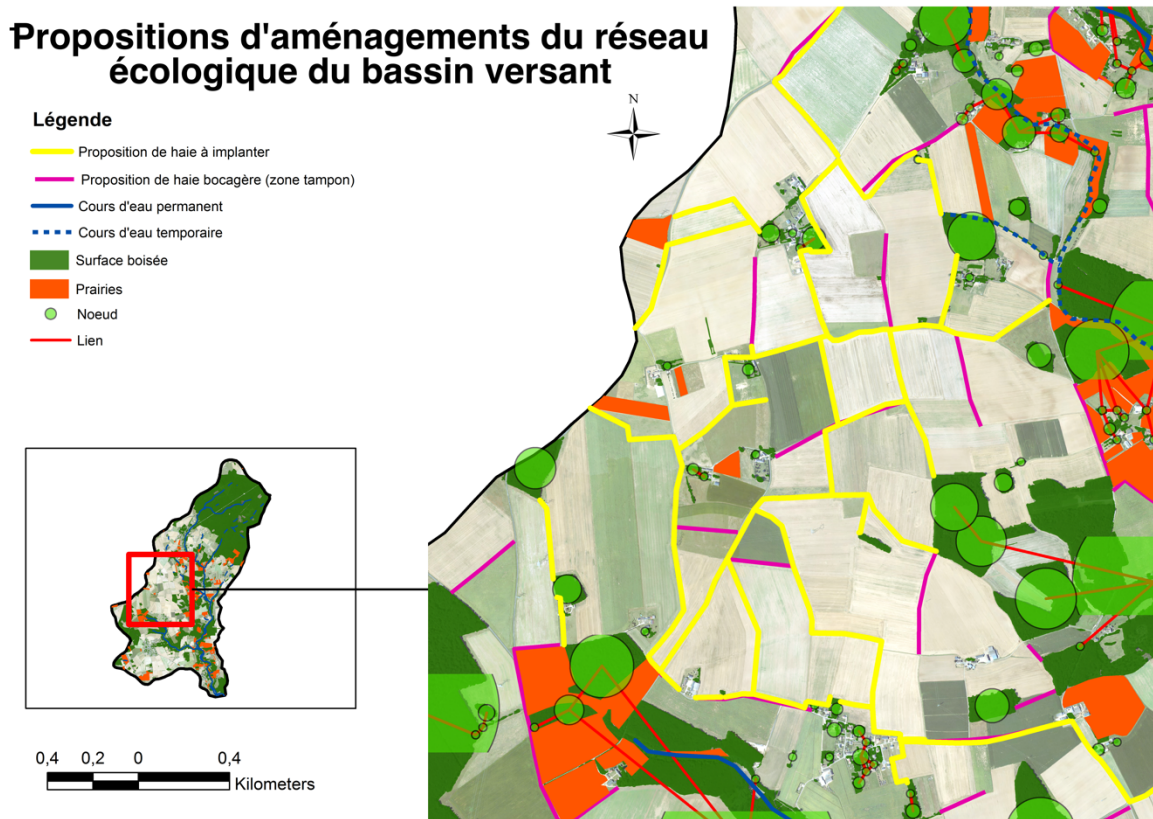 Propositions d'aménagements du réseau
écologique du bassin versant
N
Légende
Proposition de haie à implanter
Proposition de haie bocagère (zone tampon)
Cours d'eau permanent
Cours d'eau temporaire
Surface boisée
Prairies
Noeud
Lien
0,4 0,2 0 0,4
Kilometers